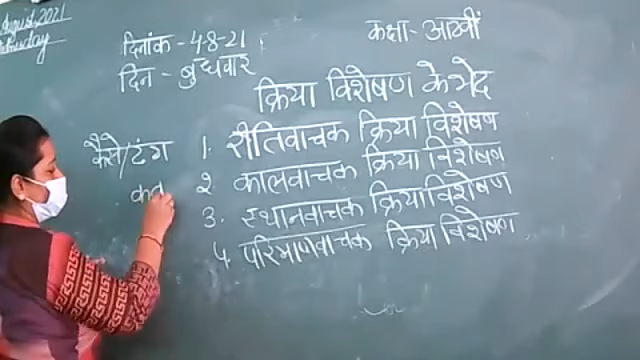 August, 2021
दिनांक - 4-8-21
कक्षा - आठवीं
दिन - बुधवार
क्रिया विशेषण के भेद
कैसे/ढंग 1. रीतिवाचक क्रिया विशेषण
कब 2. कालवाचक क्रिया विशेषण
3. स्थानवाचक क्रियाविशेषण
4. परिमाणवाचक क्रिया विशेषण